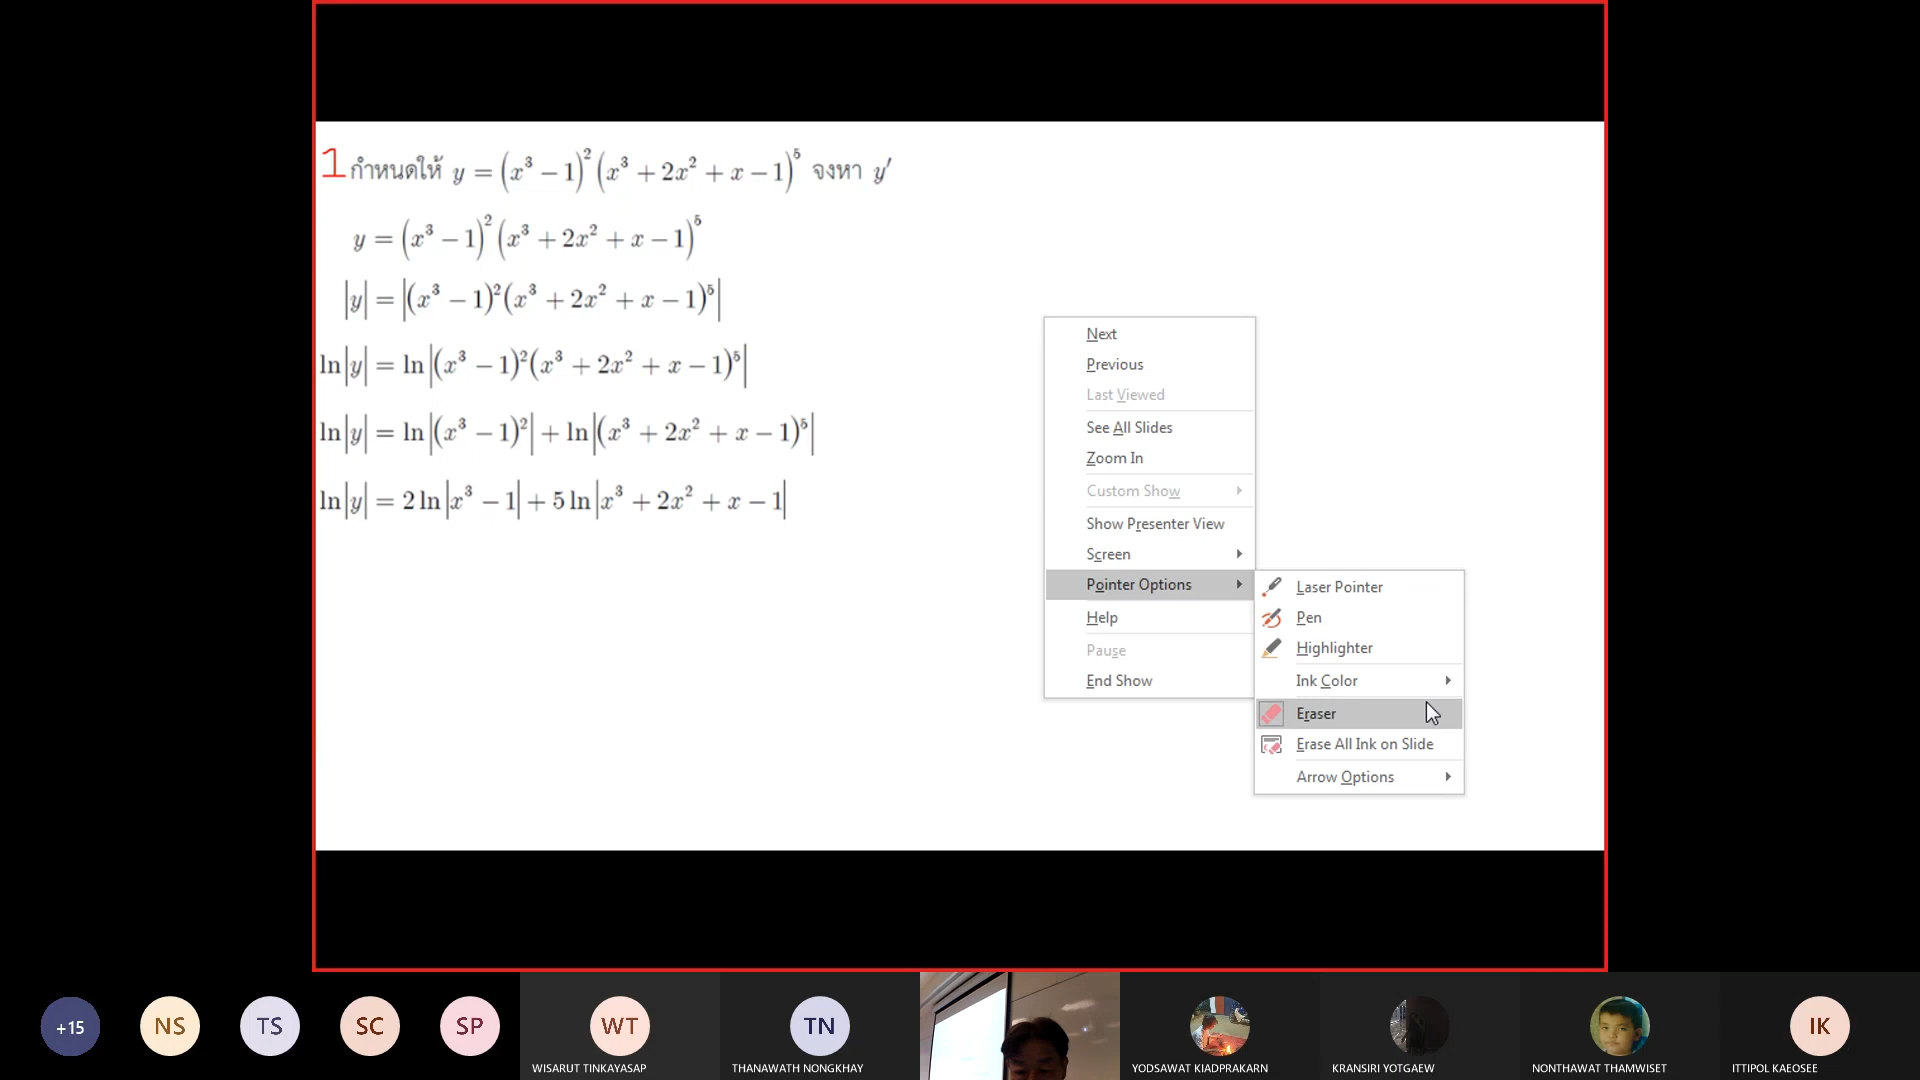 1 กำหนดให้ y = (x³ − 1)² (x³ + 2x² + x − 1)⁵ จงหา y′
y = (x³ − 1)² (x³ + 2x² + x − 1)⁵
|y| = |(x³ − 1)²(x³ + 2x² + x − 1)⁵|
ln|y| = ln|(x³ − 1)²(x³ + 2x² + x − 1)⁵|
ln|y| = ln|(x³ − 1)²| + ln|(x³ + 2x² + x − 1)⁵|
ln|y| = 2 ln|x³ − 1| + 5 ln|x³ + 2x² + x − 1|
Next
Previous
Last Viewed
See All Slides
Zoom In
Custom Show
Show Presenter View
Screen
Pointer Options
Help
Pause
End Show
Laser Pointer
Pen
Highlighter
Ink Color
Eraser
Erase All Ink on Slide
Arrow Options
+15
NS
TS
SC
SP
WT
WISARUT TINKAYASAP
TN
THANAWATH NONGKHAY
YODSAWAT KIADPRAKARN
KRANSIRI YOTGAEW
NONTHAWAT THAMWISET
IK
ITTIPOL KAEOSEE